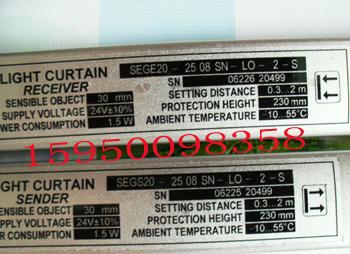 LIGHT CURTAIN SEGE20 - 25 08 SN - LO - 2 - S
RECEIVER SN 06226 20499
SENSIBLE OBJECT 30 mm SETTING DISTANCE 0.3...2 m
SUPPLY VOLLTAGE 24V±10% PROTECTION HEIGHT 230 mm
POWER CONSUMPTION 1.5 W AMBIENT TEMPERATURE -10...55°C
15950098358
LIGHT CURTAIN SEGS20 - 25 08 SN - LO - 2 - S
SENDER SN 06225 20499
SENSIBLE OBJECT 30 mm SETTING DISTANCE 0.3...2 m
SUPPLY VOLLTAGE 24V±10% PROTECTION HEIGHT 230 mm
POWER CONSUMPTION 1.5 W AMBIENT TEMPERATURE -10...55°C